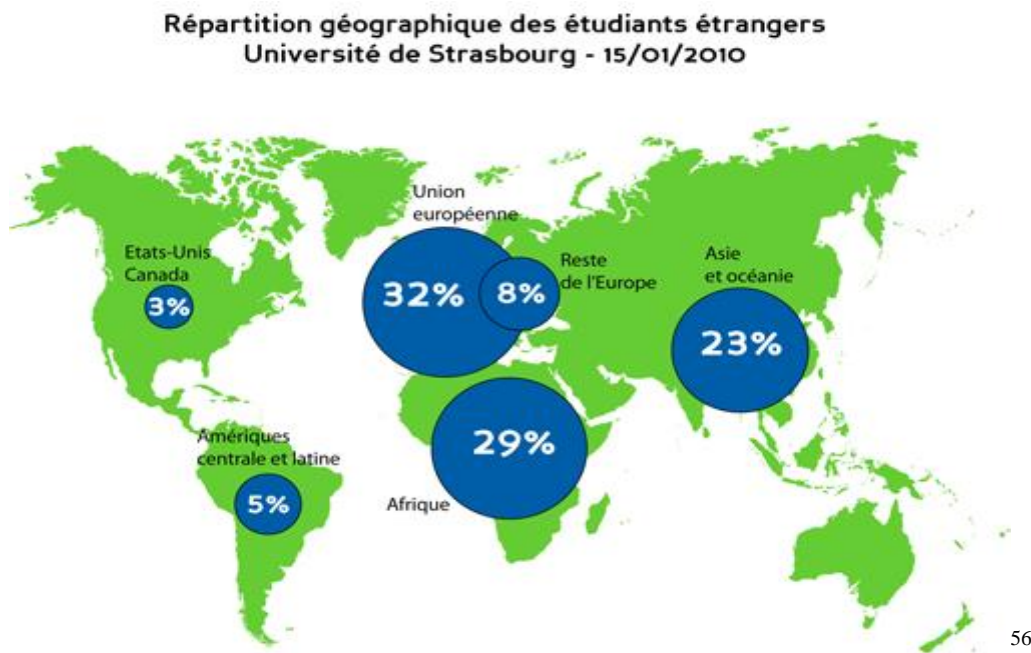 Répartition géographique des étudiants étrangers
Université de Strasbourg - 15/01/2010
Union
européenne
32%
8%
Reste
de l'Europe
Etats-Unis
Canada
3%
Asie
et océanie
23%
Amériques
centrale et latine
5%
29%
Afrique
56